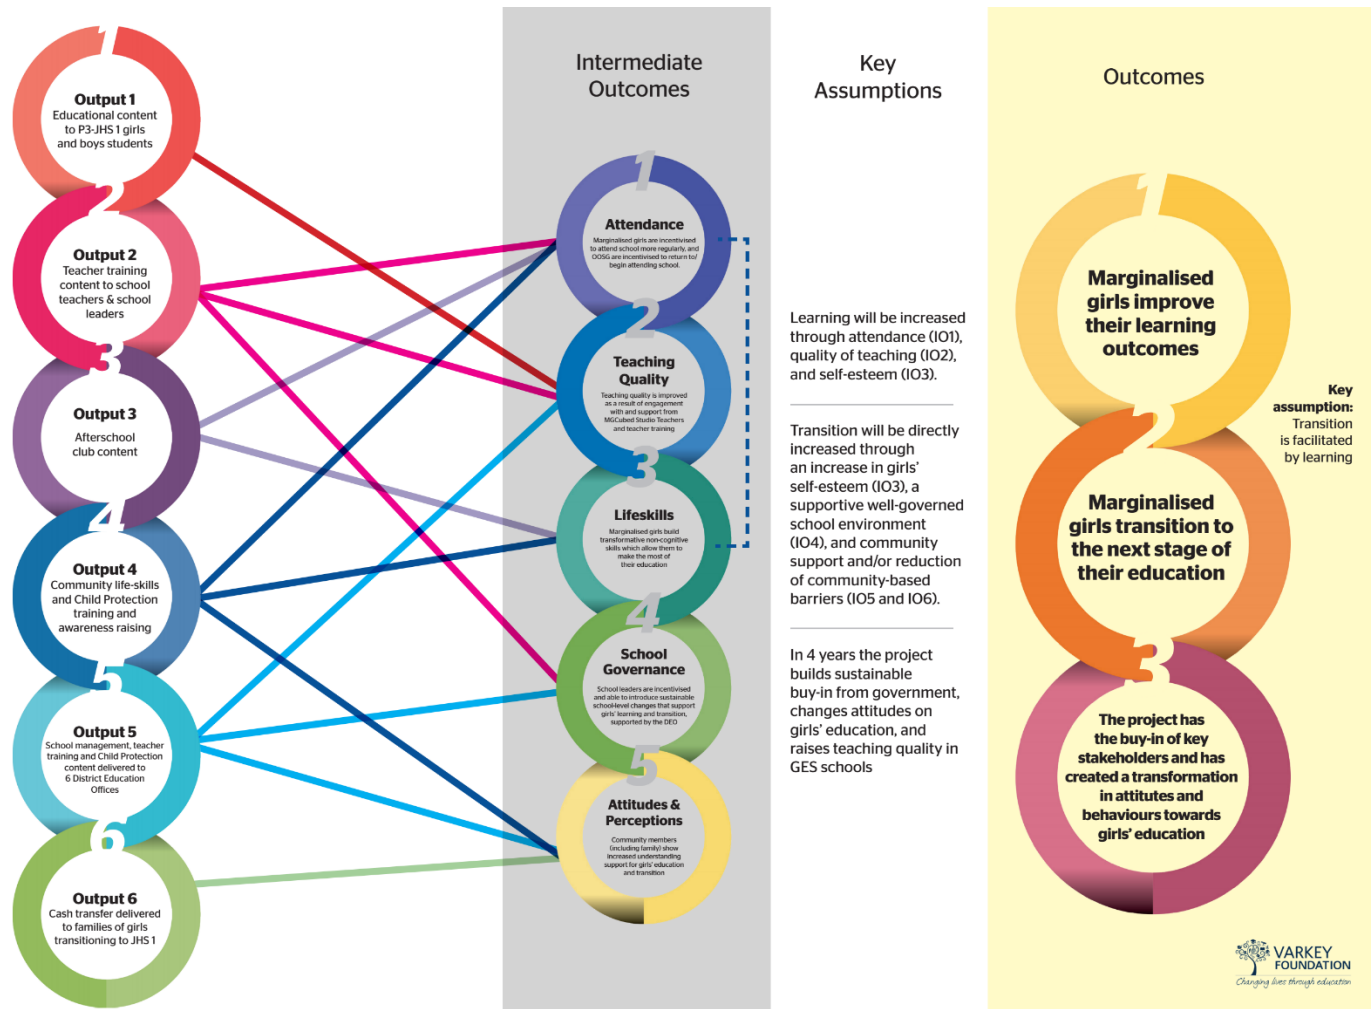 1
Output 1
Educational content
to P3-JHS 1 girls
and boys students
2
Output 2
Teacher training
content to school
teachers & school
leaders
3
Output 3
Afterschool
club content
4
Output 4
Community life-skills
and Child Protection
training and
awareness raising
5
Output 5
School management, teacher
training and Child Protection
content delivered to
6 District Education
Offices
6
Output 6
Cash transfer delivered
to families of girls
transitioning to JHS 1
Intermediate
Outcomes
1
Attendance
Marginalised girls are incentivised
to attend school more regularly, and
OOSG are incentivised to return to/
begin attending school.
2
Teaching
Quality
Teaching quality is improved
as a result of engagement
with and support from
MGCubed Studio Teachers
and teacher training
3
Lifeskills
Marginalised girls build
transformative non-cognitive
skills which allow them to
make the most of
their education
4
School
Governance
School leaders are incentivised
and able to introduce sustainable
school-level changes that support
girls' learning and transition,
supported by the DEO
5
Attitudes &
Perceptions
Community members
(including family) show
increased understanding
support for girls' education
and transition
Key
Assumptions
Learning will be increased
through attendance (IO1),
quality of teaching (IO2),
and self-esteem (IO3).
Transition will be directly
increased through
an increase in girls'
self-esteem (IO3), a
supportive well-governed
school environment
(IO4), and community
support and/or reduction
of community-based
barriers (IO5 and IO6).
In 4 years the project
builds sustainable
buy-in from government,
changes attitudes on
girls' education, and
raises teaching quality in
GES schools
Outcomes
1
Marginalised
girls improve
their learning
outcomes
Key
assumption:
Transition
is facilitated
by learning
2
Marginalised
girls transition to
the next stage of
their education
3
The project has
the buy-in of key
stakeholders and has
created a transformation
in attitutes and
behaviours towards
girls' education
VARKEY
FOUNDATION
Changing lives through education